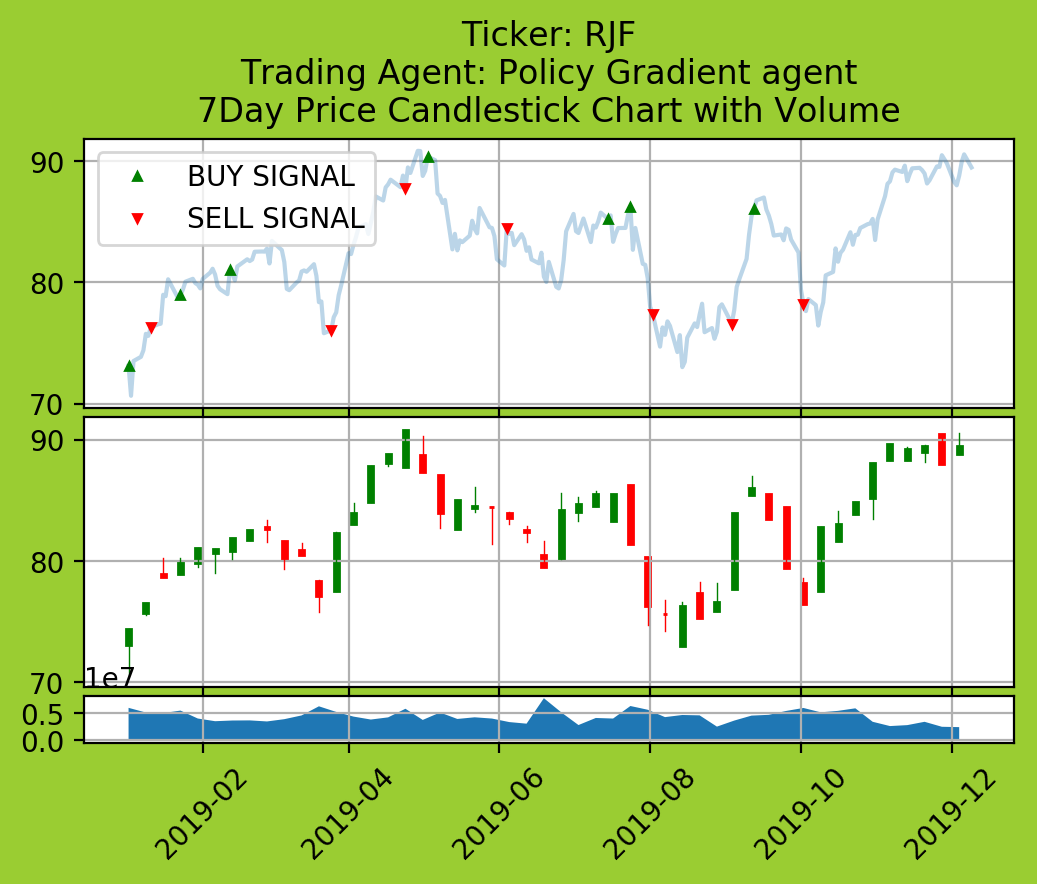 Ticker: RJF
Trading Agent: Policy Gradient agent
7Day Price Candlestick Chart with Volume
BUY SIGNAL
SELL SIGNAL
90
80
70
90
80
70
1e7
0.5
0.0
2019-02
2019-04
2019-06
2019-08
2019-10
2019-12